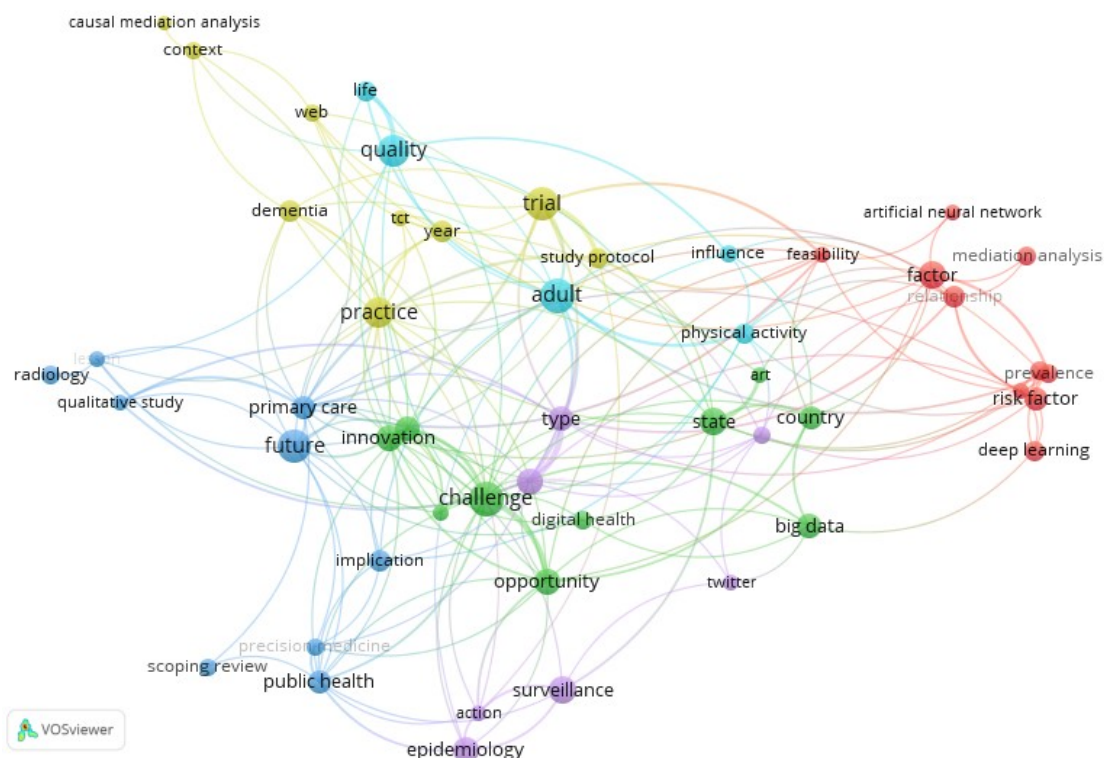 causal mediation analysis
context
life
web
quality
trial
dementia
tct
year
artificial neural network
study protocol
influence
feasibility
mediation analysis
factor
relationship
adult
practice
physical activity
lesson
radiology
art
prevalence
qualitative study
primary care
risk factor
type
state
country
innovation
future
deep learning
challenge
digital health
big data
implication
opportunity
twitter
precision medicine
scoping review
public health
surveillance
action
epidemiology
VOSviewer